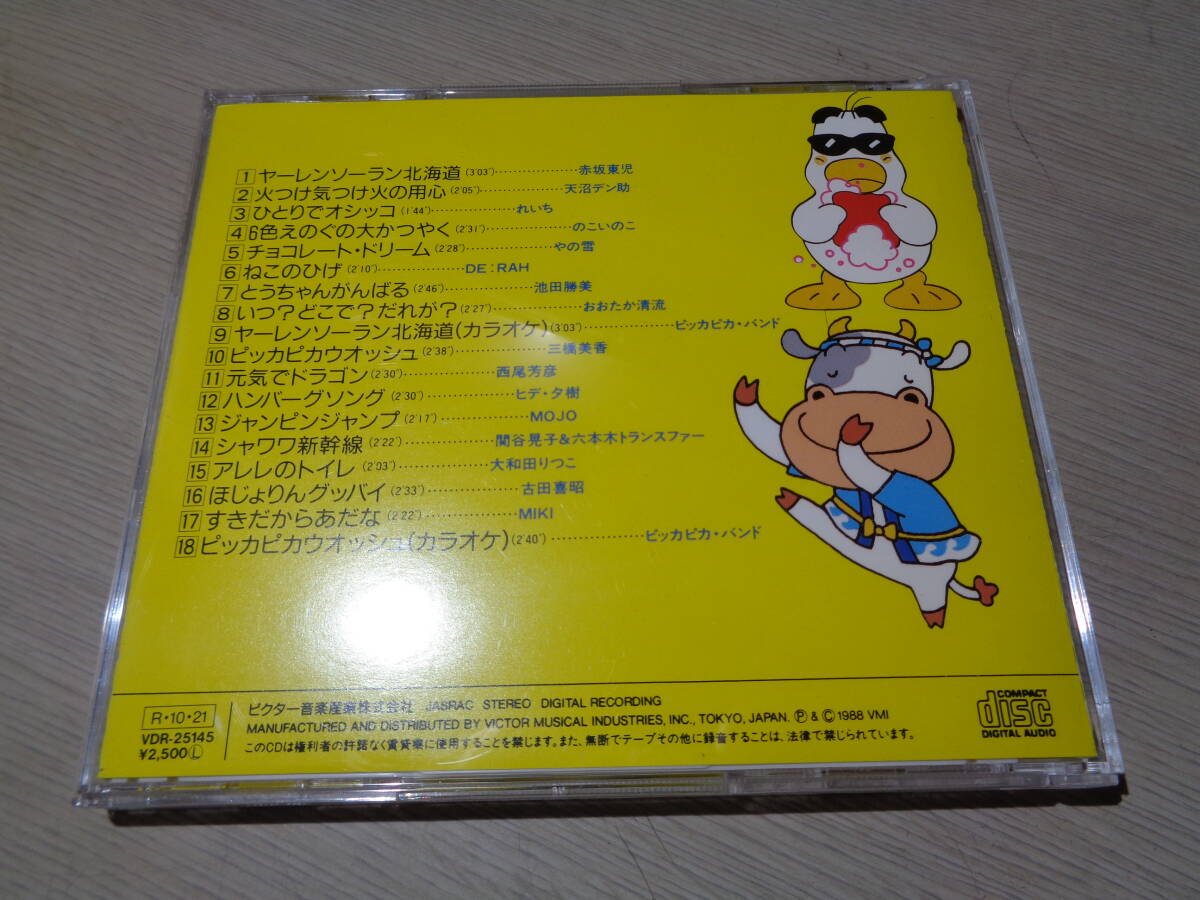 1 ヤーレンソーラン北海道(3'03")………………赤坂東児
2 火つけ気つけ火の用心(2'05")………………天沼デン助
3 ひとりでオシッコ(1'44")………………れいち
4 6色えのぐの大かつやく(2'31")………………のこいのこ
5 チョコレート・ドリーム(2'28")………………やの雪
6 ねこのひげ(2'10")………………DE:RAH
7 とうちゃんがんばる(2'46")………………池田勝美
8 いつ?どこで?だれが?(2'27")………………おおたか清流
9 ヤーレンソーラン北海道(カラオケ)(3'03")………………ピッカピカ・バンド
10 ピッカピカウオッシュ(2'38")………………三橋美香
11 元気でドラゴン(2'30")………………西尾芳彦
12 ハンバーグソング(2'30")………………ヒデ・夕樹
13 ジャンピンジャンプ(2'17")………………MOJO
14 シャワワ新幹線(2'22")………………関谷晃子&六本木トランスファー
15 アレレのトイレ(2'03")………………大和田りつこ
16 ほじょりんグッバイ(2'33")………………古田喜昭
17 すきだからあだな(2'22")………………MIKI
18 ピッカピカウオッシュ(カラオケ)(2'40")………………ピッカピカ・バンド
R・10・21
VDR-25145
¥2,500Ⓛ
ビクター音楽産業株式会社 JASRAC STEREO DIGITAL RECORDING
MANUFACTURED AND DISTRIBUTED BY VICTOR MUSICAL INDUSTRIES, INC., TOKYO, JAPAN. Ⓟ & Ⓒ 1988 VMI
このCDは権利者の許諾なく賃貸業に使用することを禁じます。また、無断でテープその他に録音することは、法律で禁じられています。
COMPACT
disc
DIGITAL AUDIO